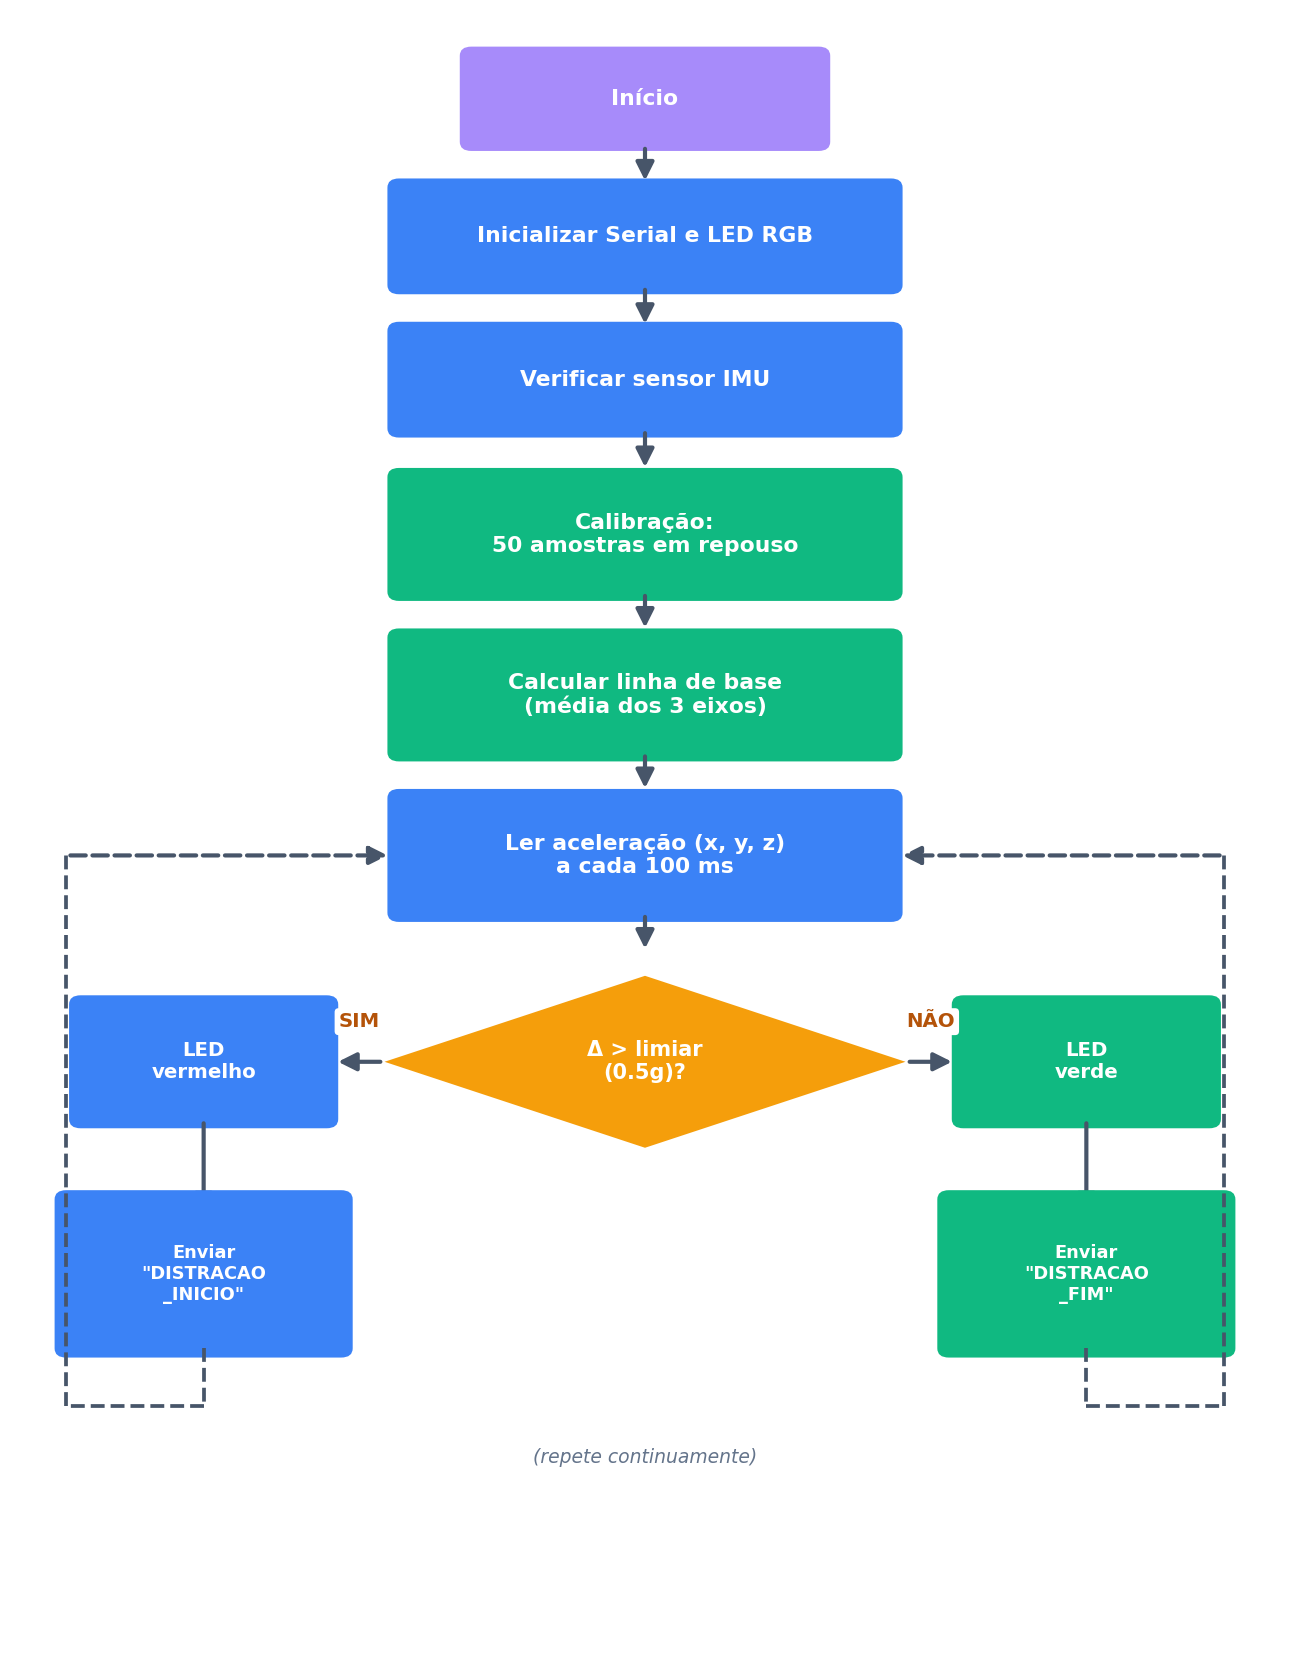 Início
Inicializar Serial e LED RGB
Verificar sensor IMU
Calibração:
50 amostras em repouso
Calcular linha de base
(média dos 3 eixos)
Ler aceleração (x, y, z)
a cada 100 ms
SIM
NÃO
LED
vermelho
Δ > limiar
(0.5g)?
LED
verde
Enviar
"DISTRACAO
_INICIO"
Enviar
"DISTRACAO
_FIM"
(repete continuamente)